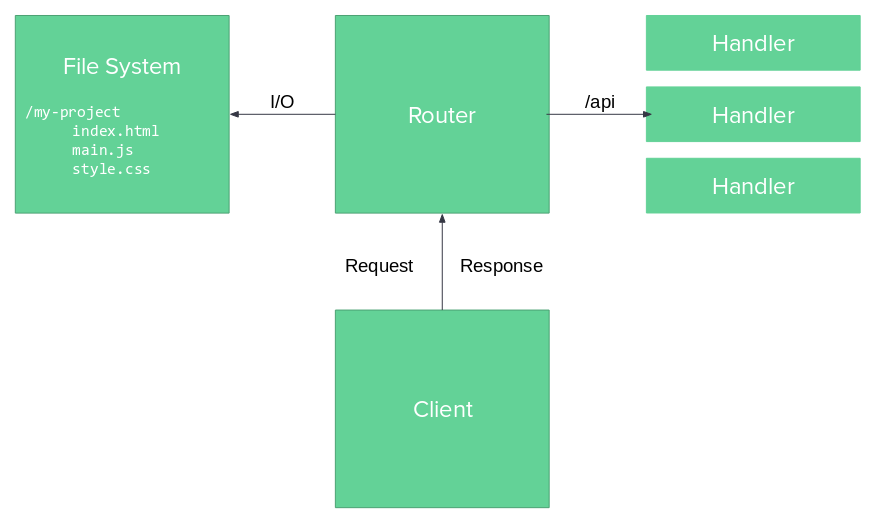 File System
/my-project
index.html
main.js
style.css
I/O
Router
/api
Handler
Handler
Handler
Request
Response
Client